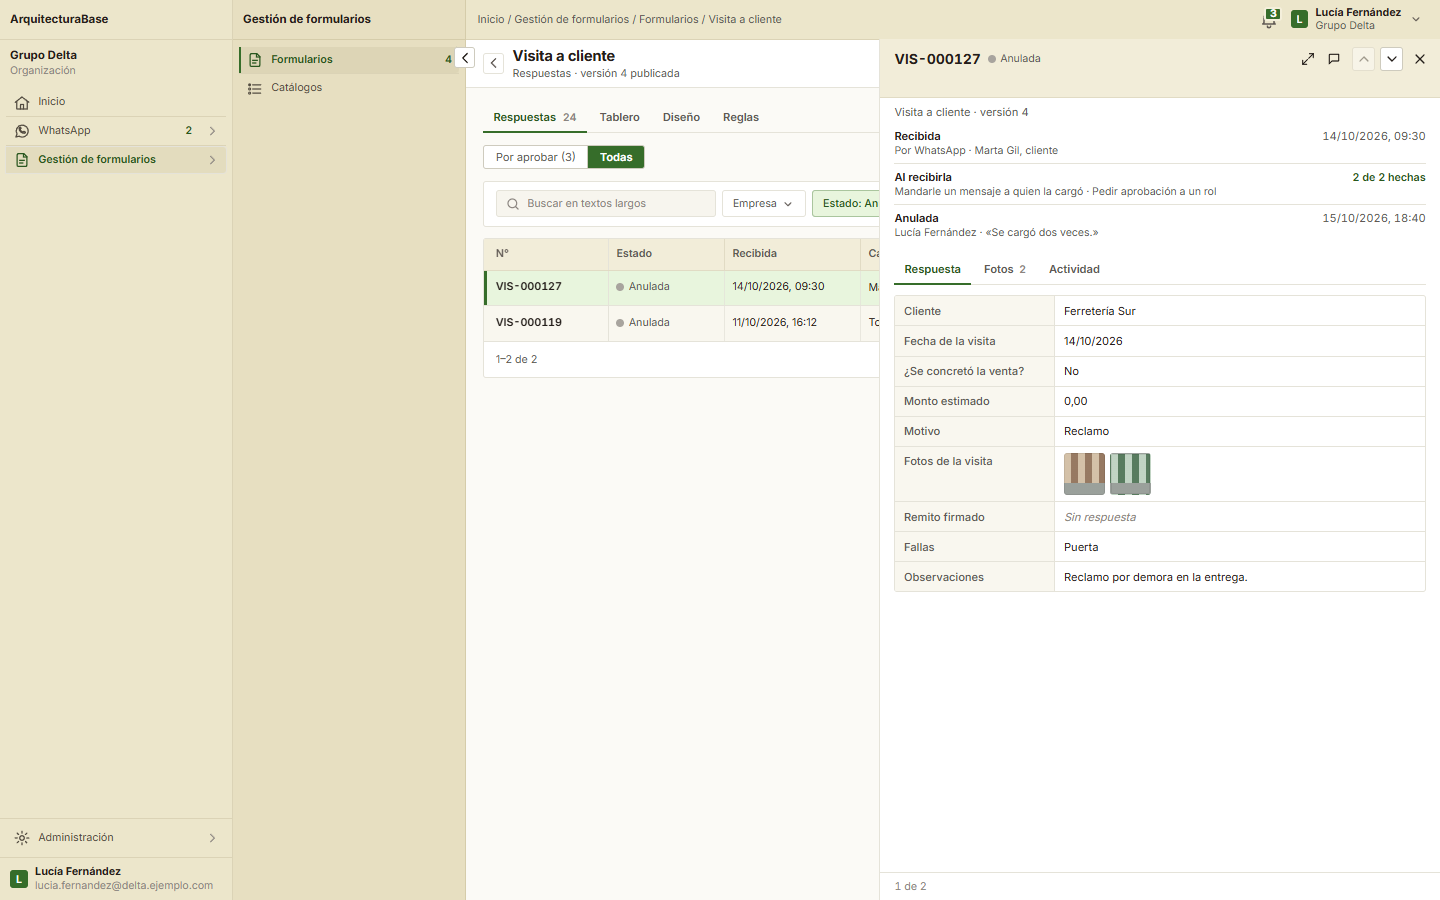 ArquitecturaBase
Grupo Delta
Organización
Inicio
WhatsApp 2
Gestión de formularios
Administración
L Lucía Fernández
lucia.fernandez@delta.ejemplo.com
Gestión de formularios
Formularios 4
Catálogos
Inicio / Gestión de formularios / Formularios / Visita a cliente
3
L Lucía Fernández
Grupo Delta
Visita a cliente
Respuestas · versión 4 publicada
Respuestas 24 Tablero Diseño Reglas
Por aprobar (3) Todas
Buscar en textos largos Empresa Estado: An
N° Estado Recibida Ca
VIS-000127 Anulada 14/10/2026, 09:30 Ma
VIS-000119 Anulada 11/10/2026, 16:12 To
1–2 de 2
VIS-000127 Anulada
Visita a cliente · versión 4
Recibida 14/10/2026, 09:30
Por WhatsApp · Marta Gil, cliente
Al recibirla 2 de 2 hechas
Mandarle un mensaje a quien la cargó · Pedir aprobación a un rol
Anulada 15/10/2026, 18:40
Lucía Fernández · «Se cargó dos veces.»
Respuesta Fotos 2 Actividad
Cliente Ferretería Sur
Fecha de la visita 14/10/2026
¿Se concretó la venta? No
Monto estimado 0,00
Motivo Reclamo
Fotos de la visita
Remito firmado Sin respuesta
Fallas Puerta
Observaciones Reclamo por demora en la entrega.
1 de 2